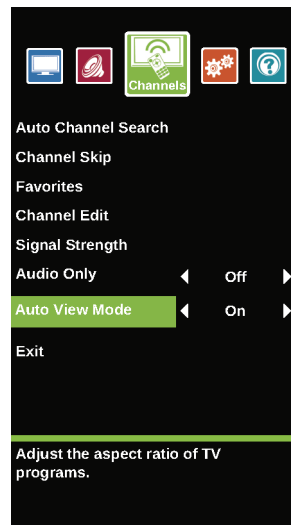 Channels
Auto Channel Search
Channel Skip
Favorites
Channel Edit
Signal Strength
Audio Only Off
Auto View Mode On
Exit
Adjust the aspect ratio of TV
programs.